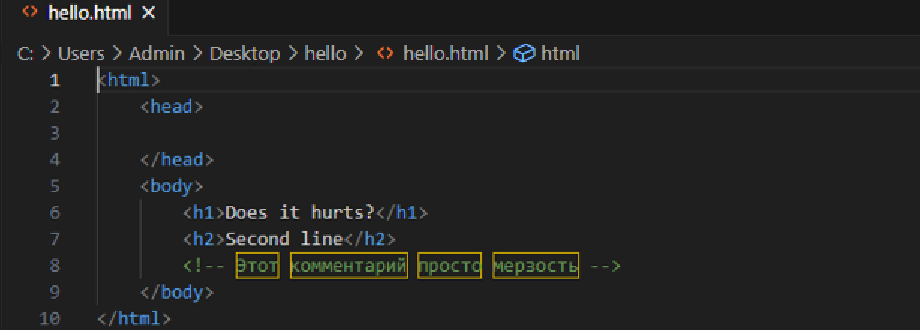 hello.html ×
C: > Users > Admin > Desktop > hello > <> hello.html > html
1 <html>
2 <head>
3
4 </head>
5 <body>
6 <h1>Does it hurts?</h1>
7 <h2>Second line</h2>
8 <!-- Этот комментарий просто мерзость -->
9 </body>
10 </html>